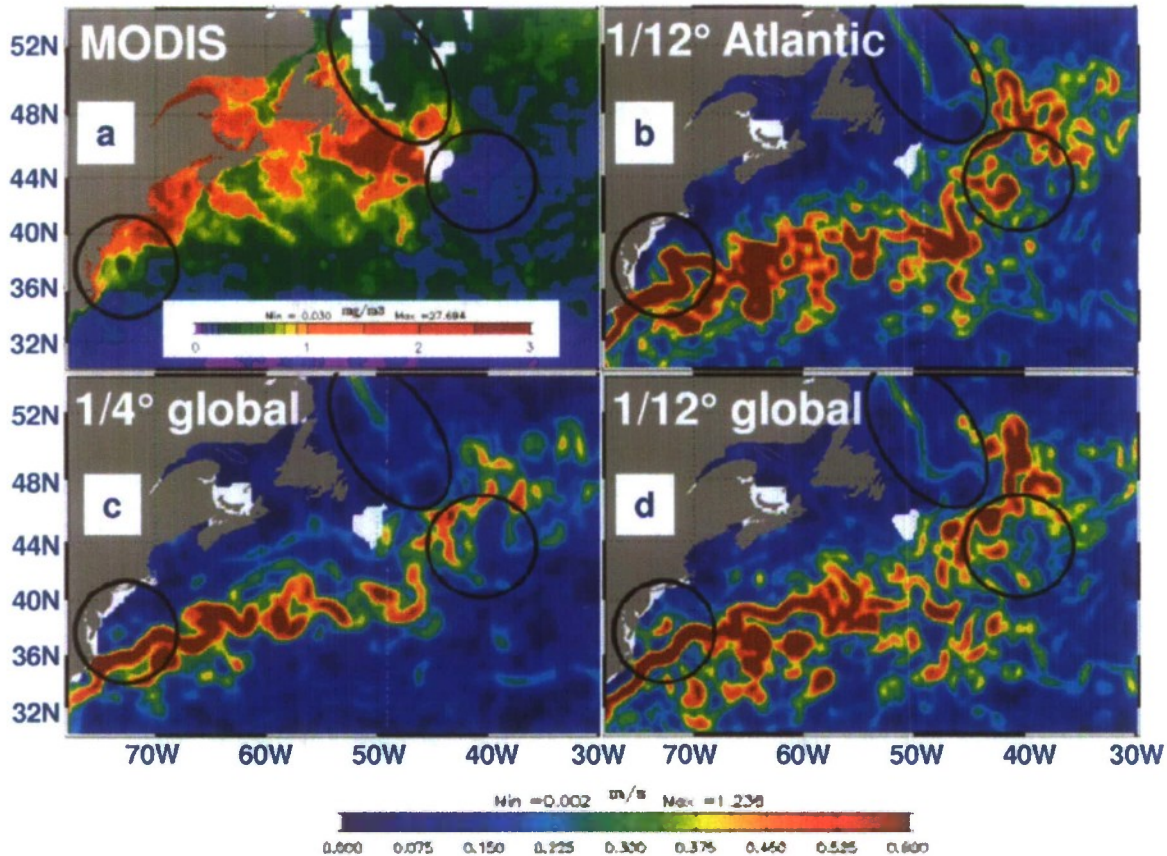 MODIS
1/12° Atlantic
a
b
Min = 0.030 mg/m3 Max =27.694
0 1 2 3
1/4° global
1/12° global
c
d
52N
48N
44N
40N
36N
32N
52N
48N
44N
40N
36N
32N
70W 60W 50W 40W 30W 70W 60W 50W 40W 30W
Min =0.002 m/s Max =1.236
0.000 0.075 0.150 0.225 0.300 0.375 0.450 0.525 0.600